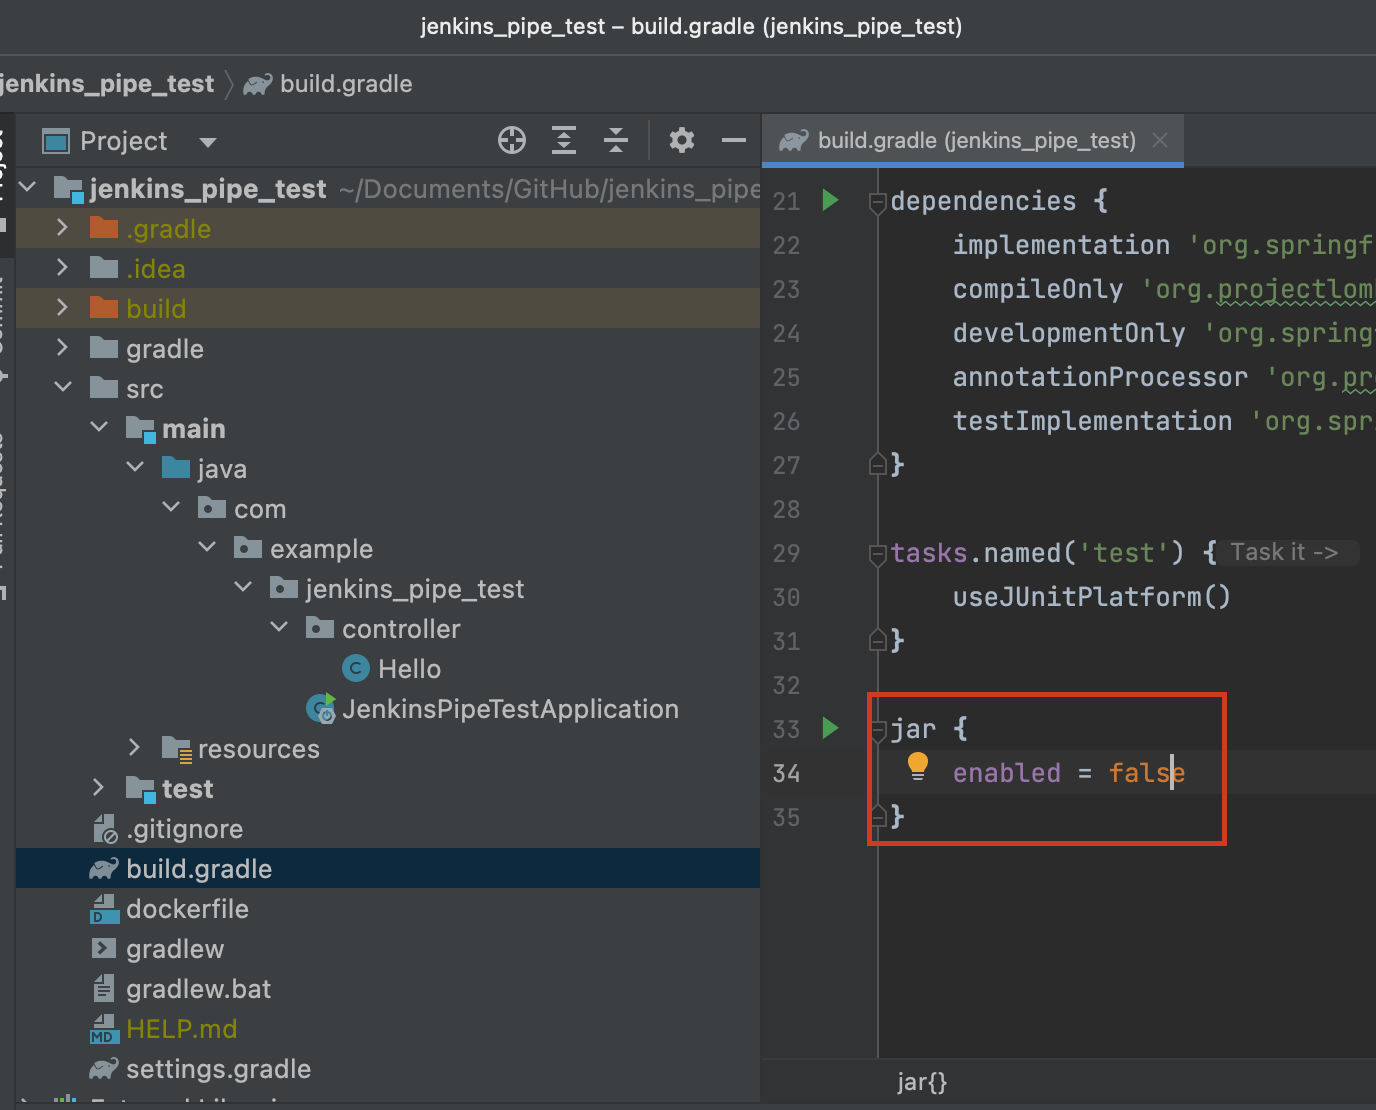 jenkins_pipe_test – build.gradle (jenkins_pipe_test)
jenkins_pipe_test
build.gradle
Project
build.gradle (jenkins_pipe_test)
jenkins_pipe_test ~/Documents/GitHub/jenkins_pipe
.gradle
.idea
build
gradle
src
main
java
com
example
jenkins_pipe_test
controller
C Hello
JenkinsPipeTestApplication
resources
test
.gitignore
build.gradle
D dockerfile
gradlew
gradlew.bat
MD HELP.md
settings.gradle
21 dependencies {
22 implementation 'org.springf
23 compileOnly 'org.projectlom
24 developmentOnly 'org.spring
25 annotationProcessor 'org.pr
26 testImplementation 'org.spr
27 }
28
29 tasks.named('test') { Task it ->
30 useJUnitPlatform()
31 }
32
33 jar {
34 enabled = false
35 }
jar{}